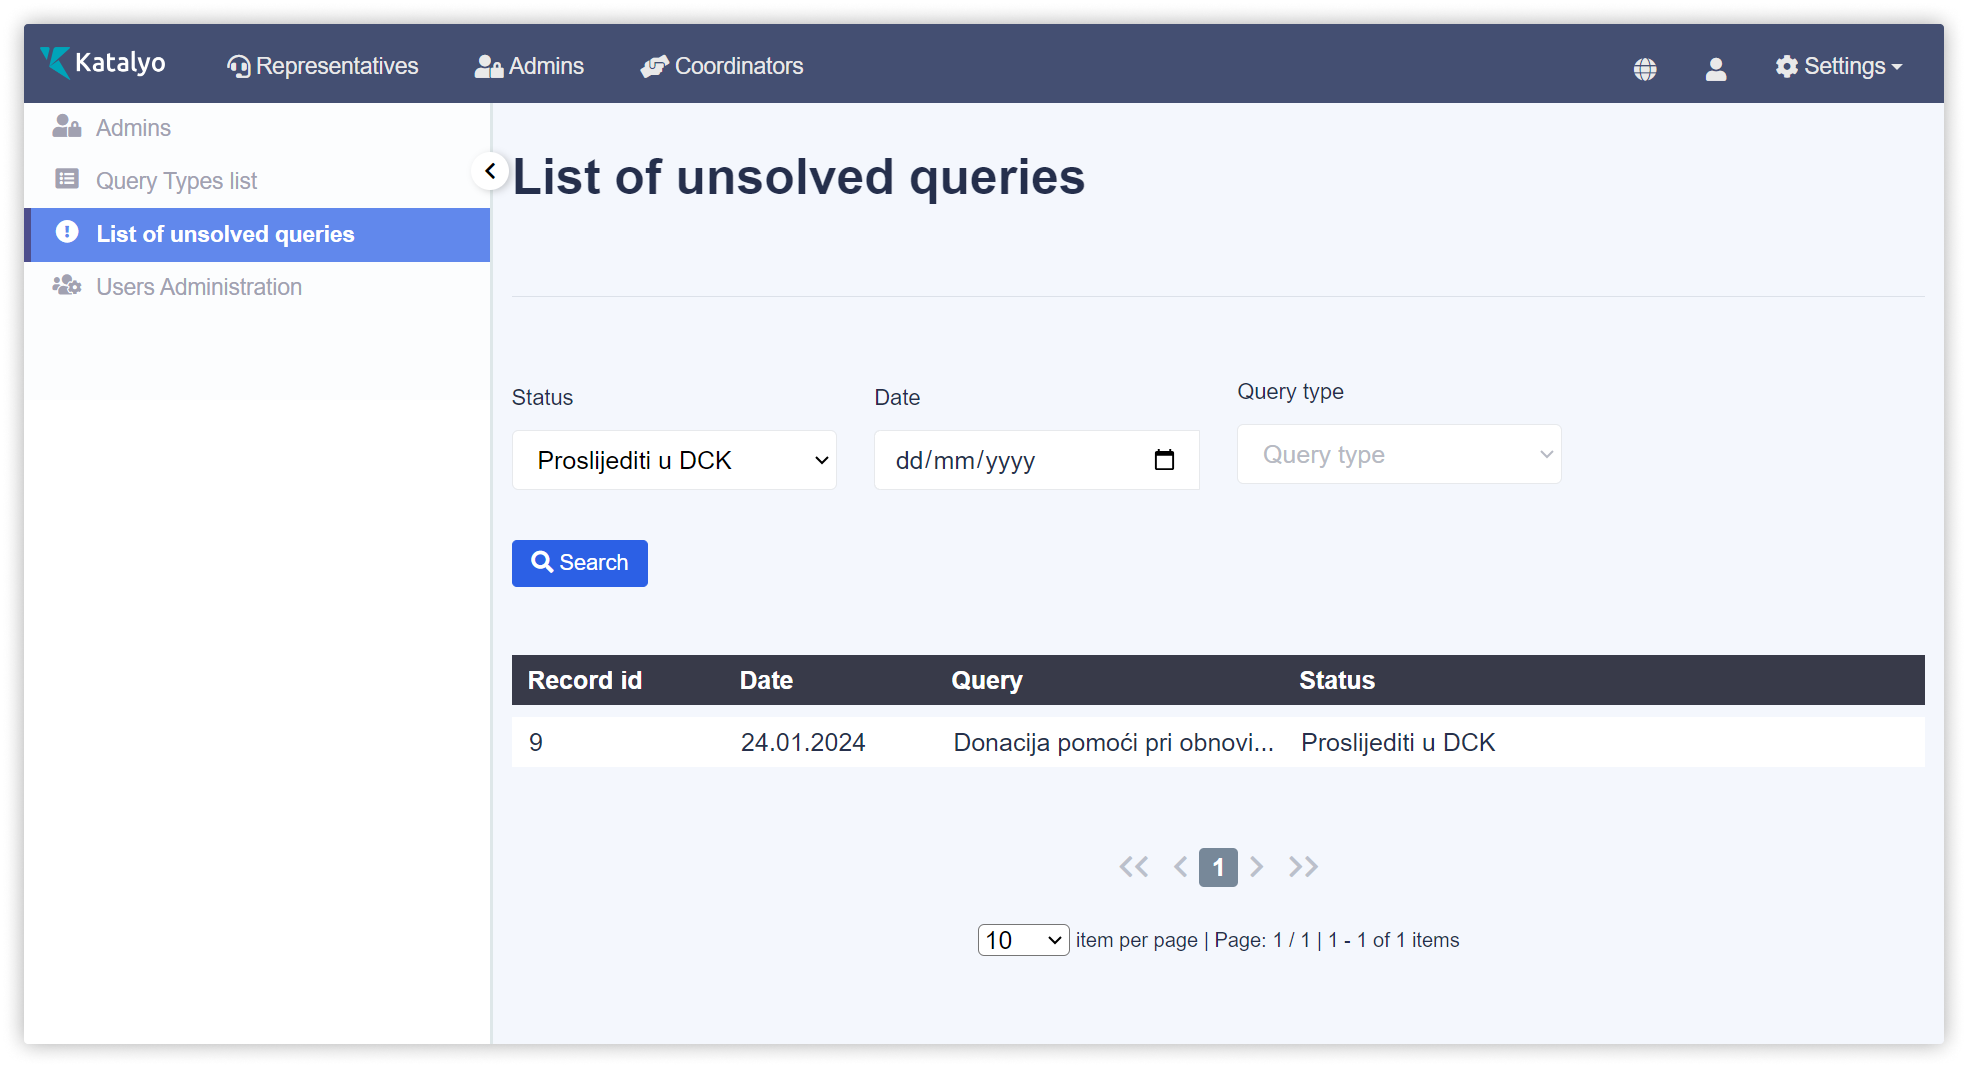 Katalyo Representatives Admins Coordinators Settings
Admins
Query Types list
List of unsolved queries
Users Administration
List of unsolved queries
Status Date Query type
Proslijediti u DCK dd/mm/yyyy Query type
Search
Record id Date Query Status
9 24.01.2024 Donacija pomoći pri obnovi... Proslijediti u DCK
1
10 item per page | Page: 1 / 1 | 1 - 1 of 1 items